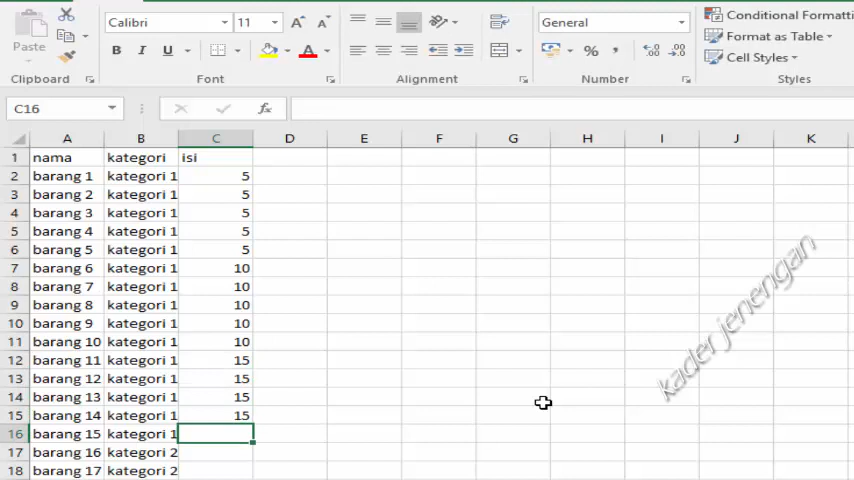 Calibri 11 General Conditional Formatti
Paste Format as Table
B I U A % Cell Styles
Clipboard Font Alignment Number Styles
C16 fx
A B C D E F G H I J K
1 nama kategori isi
2 barang 1 kategori 1 5
3 barang 2 kategori 1 5
4 barang 3 kategori 1 5
5 barang 4 kategori 1 5
6 barang 5 kategori 1 5
7 barang 6 kategori 1 10
8 barang 7 kategori 1 10
9 barang 8 kategori 1 10
10 barang 9 kategori 1 10
11 barang 10 kategori 1 10
12 barang 11 kategori 1 15
13 barang 12 kategori 1 15
14 barang 13 kategori 1 15
15 barang 14 kategori 1 15
16 barang 15 kategori 1
17 barang 16 kategori 2
18 barang 17 kategori 2
kader jenengan